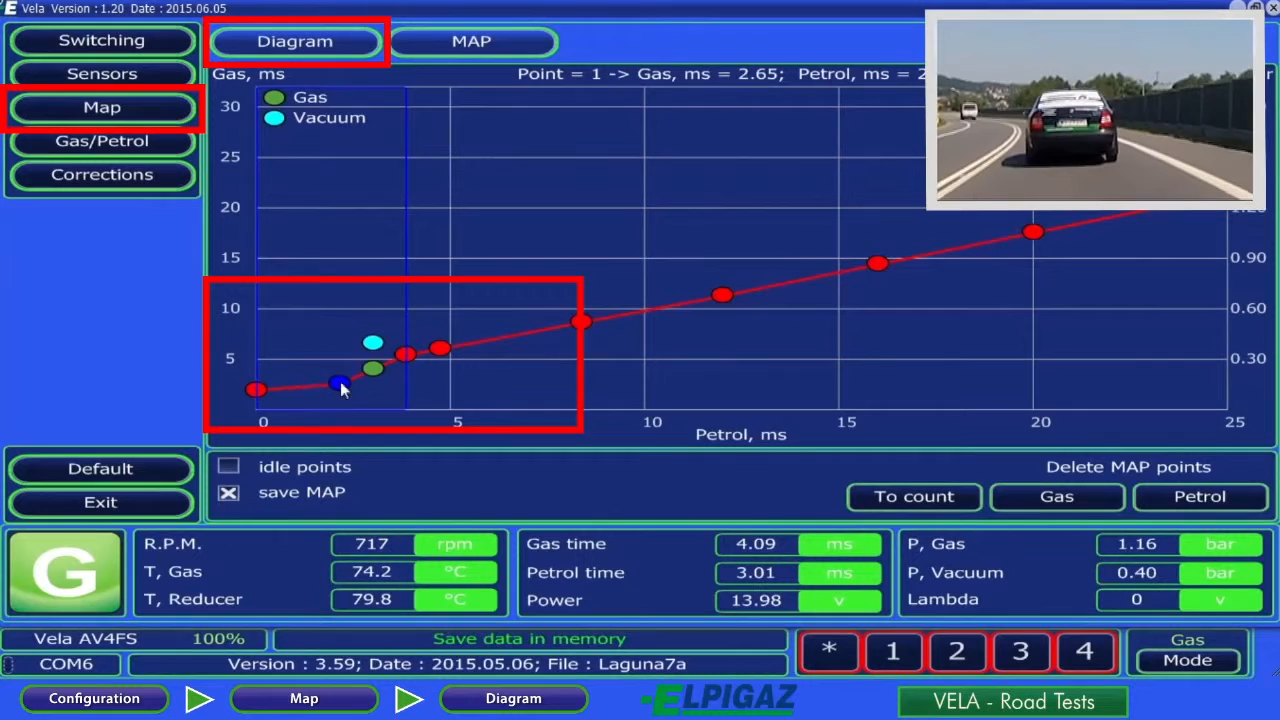 Vela Version : 1.20 Date : 2015.06.05
Switching
Sensors
Map
Gas/Petrol
Corrections
Diagram
MAP
Gas, ms
Point = 1 -> Gas, ms = 2.65; Petrol, ms = 2
Gas
Vacuum
30
25
20
15
10
5
0.90
0.60
0.30
0
5
10
15
20
25
Petrol, ms
Default
Exit
idle points
save MAP
Delete MAP points
To count
Gas
Petrol
G
R.P.M. 717 rpm
T, Gas 74.2 °C
T, Reducer 79.8 °C
Gas time 4.09 ms
Petrol time 3.01 ms
Power 13.98 v
P, Gas 1.16 bar
P, Vacuum 0.40 bar
Lambda 0 v
Vela AV4FS 100%
Save data in memory
COM6
Version : 3.59; Date : 2015.05.06; File : Laguna7a
* 1 2 3 4
Gas
Mode
Configuration
Map
Diagram
ELPIGAZ
VELA - Road Tests